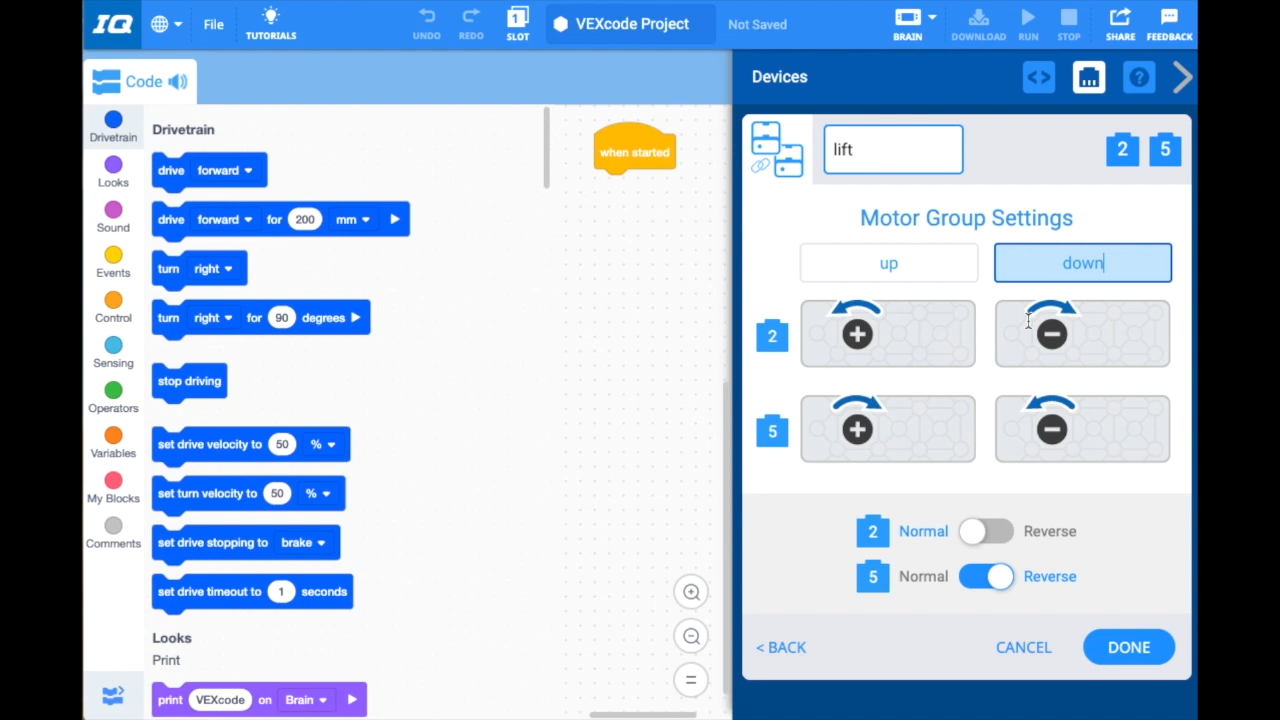 IQ
File
TUTORIALS
UNDO
REDO
1
SLOT
VEXcode Project
Not Saved
BRAIN
DOWNLOAD
RUN
STOP
SHARE
FEEDBACK
Code
Drivetrain
Looks
Sound
Events
Control
Sensing
Operators
Variables
My Blocks
Comments
Drivetrain
drive forward
drive forward for 200 mm
turn right
turn right for 90 degrees
stop driving
set drive velocity to 50 %
set turn velocity to 50 %
set drive stopping to brake
set drive timeout to 1 seconds
Looks
Print
print VEXcode on Brain
when started
Devices
<>
?
lift
2 5
Motor Group Settings
up down
2 + −
5 + −
2 Normal Reverse
5 Normal Reverse
< BACK
CANCEL
DONE